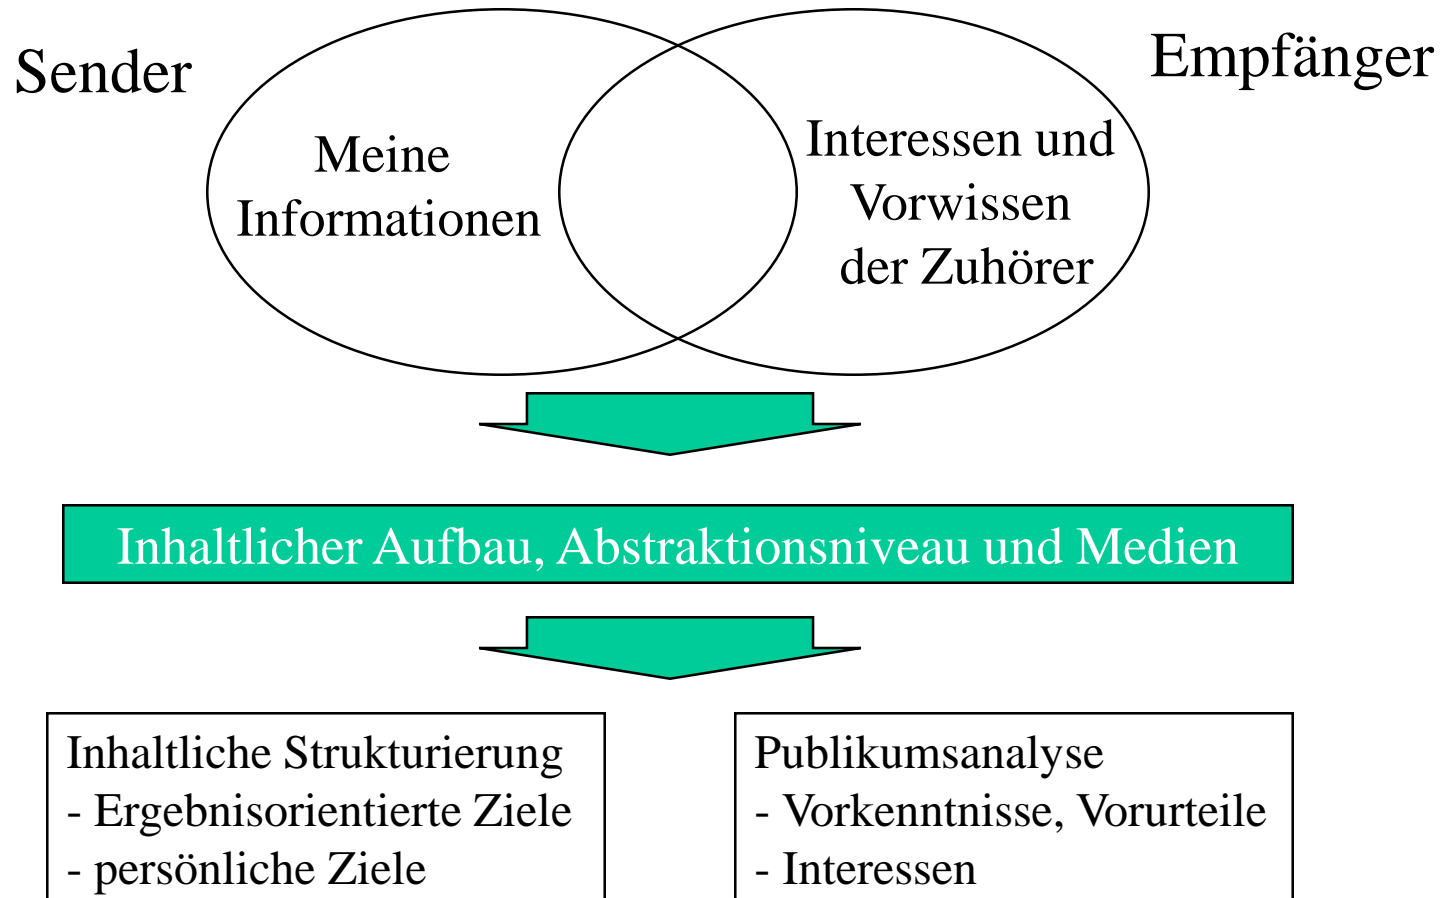 Sender
Empfänger
Meine
Informationen
Interessen und
Vorwissen
der Zuhörer
Inhaltlicher Aufbau, Abstraktionsniveau und Medien
Inhaltliche Strukturierung
- Ergebnisorientierte Ziele
- persönliche Ziele
Publikumsanalyse
- Vorkenntnisse, Vorurteile
- Interessen